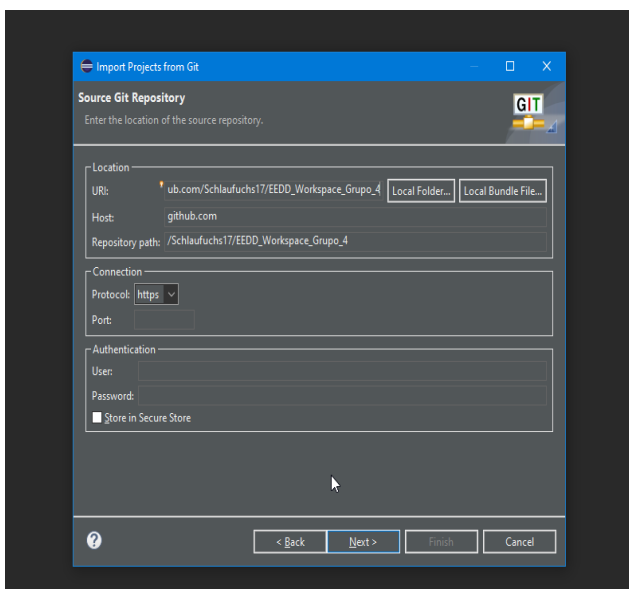 Import Projects from Git
Source Git Repository
Enter the location of the source repository.
GIT
Location
URI: ub.com/Schlaufuchs17/EEDD_Workspace_Grupo_4 Local Folder... Local Bundle File...
Host: github.com
Repository path: /Schlaufuchs17/EEDD_Workspace_Grupo_4
Connection
Protocol: https
Port:
Authentication
User:
Password:
Store in Secure Store
? < Back Next > Finish Cancel